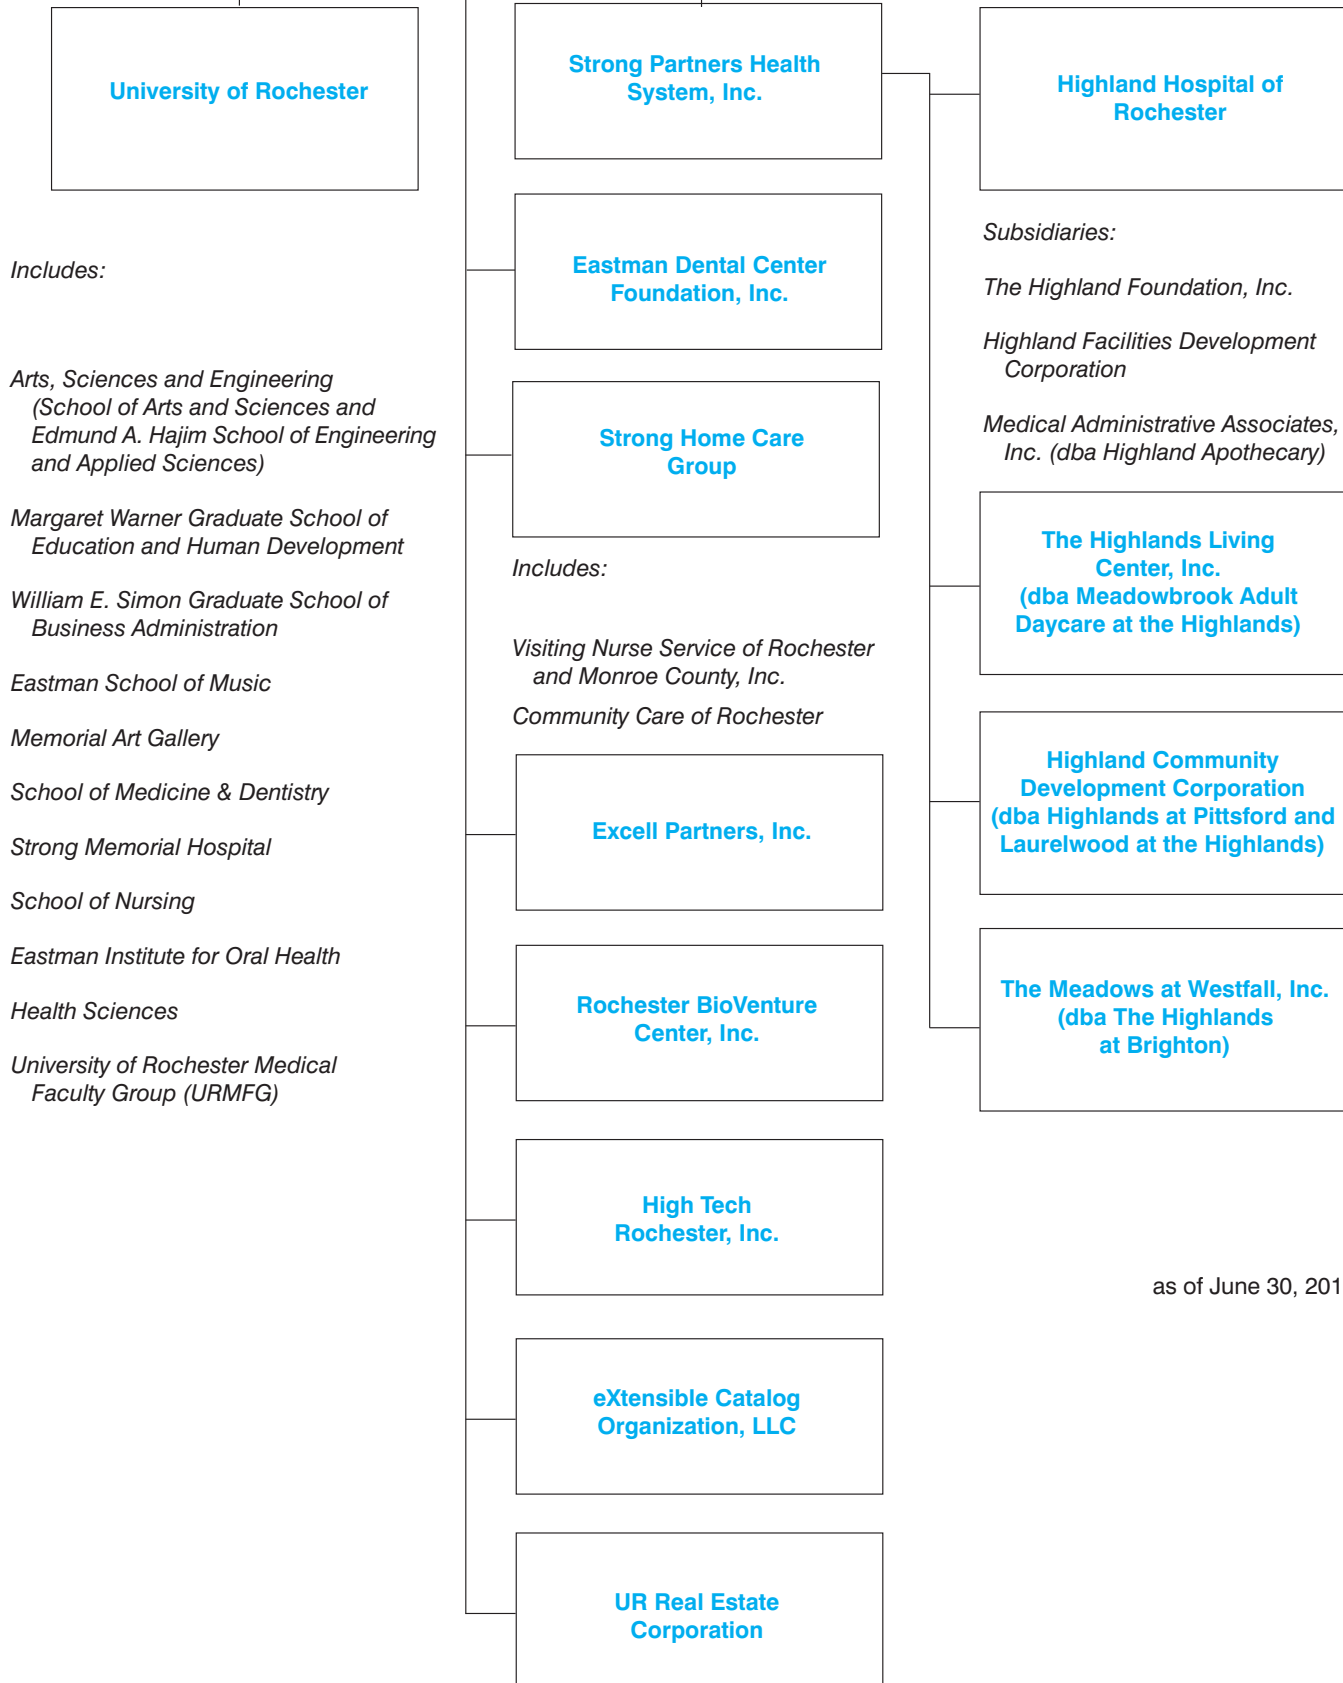 University of Rochester
Includes:
Arts, Sciences and Engineering
(School of Arts and Sciences and
Edmund A. Hajim School of Engineering
and Applied Sciences)
Margaret Warner Graduate School of
Education and Human Development
William E. Simon Graduate School of
Business Administration
Eastman School of Music
Memorial Art Gallery
School of Medicine & Dentistry
Strong Memorial Hospital
School of Nursing
Eastman Institute for Oral Health
Health Sciences
University of Rochester Medical
Faculty Group (URMFG)
Strong Partners Health
System, Inc.
Eastman Dental Center
Foundation, Inc.
Strong Home Care
Group
Includes:
Visiting Nurse Service of Rochester
and Monroe County, Inc.
Community Care of Rochester
Excell Partners, Inc.
Rochester BioVenture
Center, Inc.
High Tech
Rochester, Inc.
eXtensible Catalog
Organization, LLC
UR Real Estate
Corporation
Highland Hospital of
Rochester
Subsidiaries:
The Highland Foundation, Inc.
Highland Facilities Development
Corporation
Medical Administrative Associates,
Inc. (dba Highland Apothecary)
The Highlands Living
Center, Inc.
(dba Meadowbrook Adult
Daycare at the Highlands)
Highland Community
Development Corporation
(dba Highlands at Pittsford and
Laurelwood at the Highlands)
The Meadows at Westfall, Inc.
(dba The Highlands
at Brighton)
as of June 30, 201